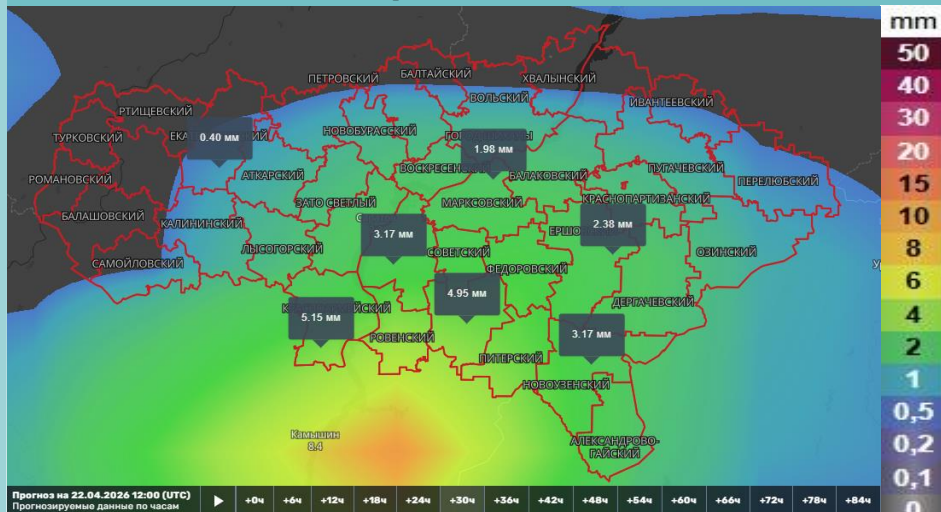 mm
50
40
30
20
15
10
8
6
4
2
1
0,5
0,2
0,1
0
БАЛТАЙСКИЙ
ПЕТРОВСКИЙ
ХВАЛЫНСКИЙ
ВОЛЬСКИЙ
ИВАНТЕЕВСКИЙ
РТИЩЕВСКИЙ
НОВОБУРАССКИЙ
ТУРКОВСКИЙ
0.40 мм
1.98 мм
ВОСКРЕСЕН
ПУГАЧЕВСКИЙ
АТКАРСКИЙ
БАЛАКОВСКИЙ
РОМАНОВСКИЙ
ПЕРЕЛЮБСКИЙ
КРАСНОПАРТИЗАНСКИЙ
ЗАТО СВЕТЛЫЙ
МАРКСОВСКИЙ
БАЛАШОВСКИЙ
КАЛИНИНСКИЙ
2.38 мм
3.17 мм
ЕРШО
ЛЫСОГОРСКИЙ
СОВЕТСКИЙ
ОЗИНСКИЙ
САМОЙЛОВСКИЙ
ФЕДОРОВСКИЙ
4.95 мм
ДЕРГАЧЕВСКИЙ
5.15 мм
3.17 мм
РОВЕНСКИЙ
ПИТЕРСКИЙ
НОВОУЗЕНСКИЙ
Камышин
8.4
АЛЕКСАНДРОВО-
ГАЙСКИЙ
Прогноз на 22.04.2026 12:00 (UTC)
Прогнозируемые данные по часам
+0ч +6ч +12ч +18ч +24ч +30ч +36ч +42ч +48ч +54ч +60ч +66ч +72ч +78ч +84ч